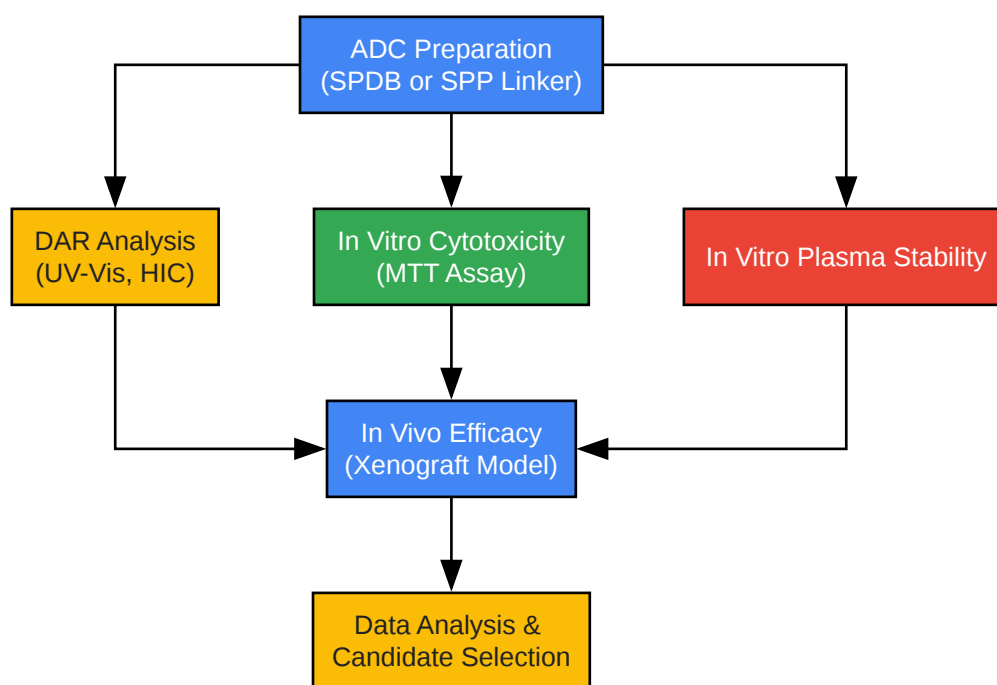 ADC Preparation
(SPDB or SPP Linker)
DAR Analysis
(UV-Vis, HIC)
In Vitro Cytotoxicity
(MTT Assay)
In Vitro Plasma Stability
In Vivo Efficacy
(Xenograft Model)
Data Analysis &
Candidate Selection